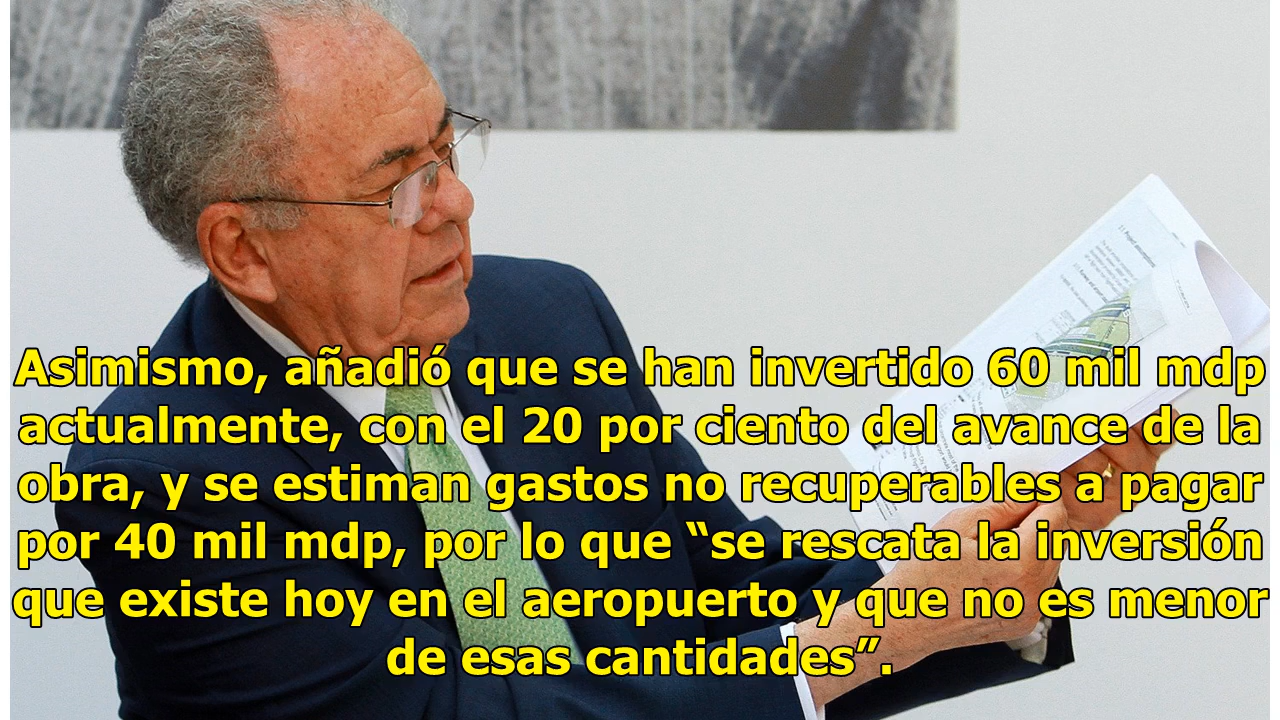 Asimismo, añadió que se han invertido 60 mil mdp
actualmente, con el 20 por ciento del avance de la
obra, y se estiman gastos no recuperables a pagar
por 40 mil mdp, por lo que “se rescata la inversión
que existe hoy en el aeropuerto y que no es menor
de esas cantidades”.